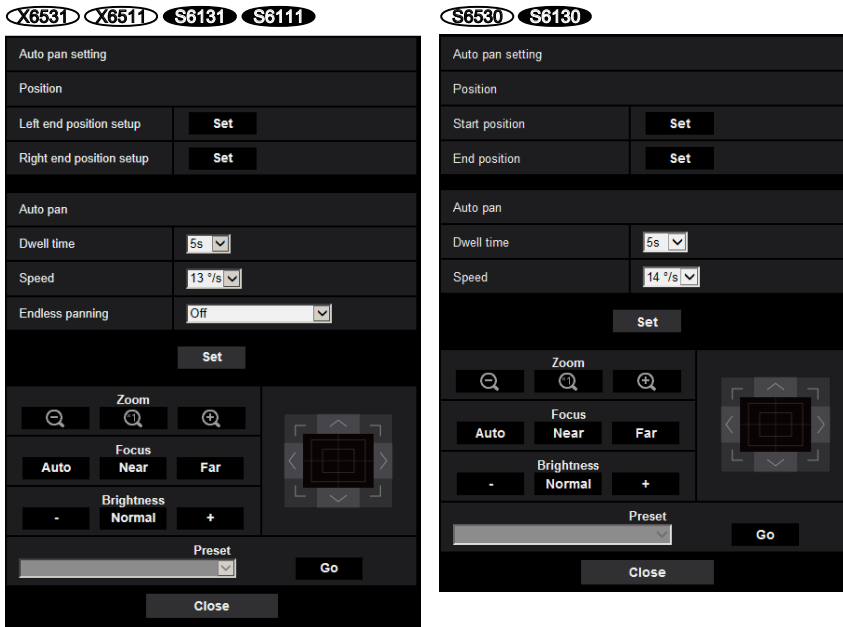 X6531 X6511 S6131 S6111
Auto pan setting
Position
Left end position setup Set
Right end position setup Set
Auto pan
Dwell time 5s
Speed 13 °/s
Endless panning Off
Set
Zoom
×1
Focus
Auto Near Far
Brightness
- Normal +
Preset
Go
Close
S6530 S6130
Auto pan setting
Position
Start position Set
End position Set
Auto pan
Dwell time 5s
Speed 14 °/s
Set
Zoom
×1
Focus
Auto Near Far
Brightness
- Normal +
Preset
Go
Close